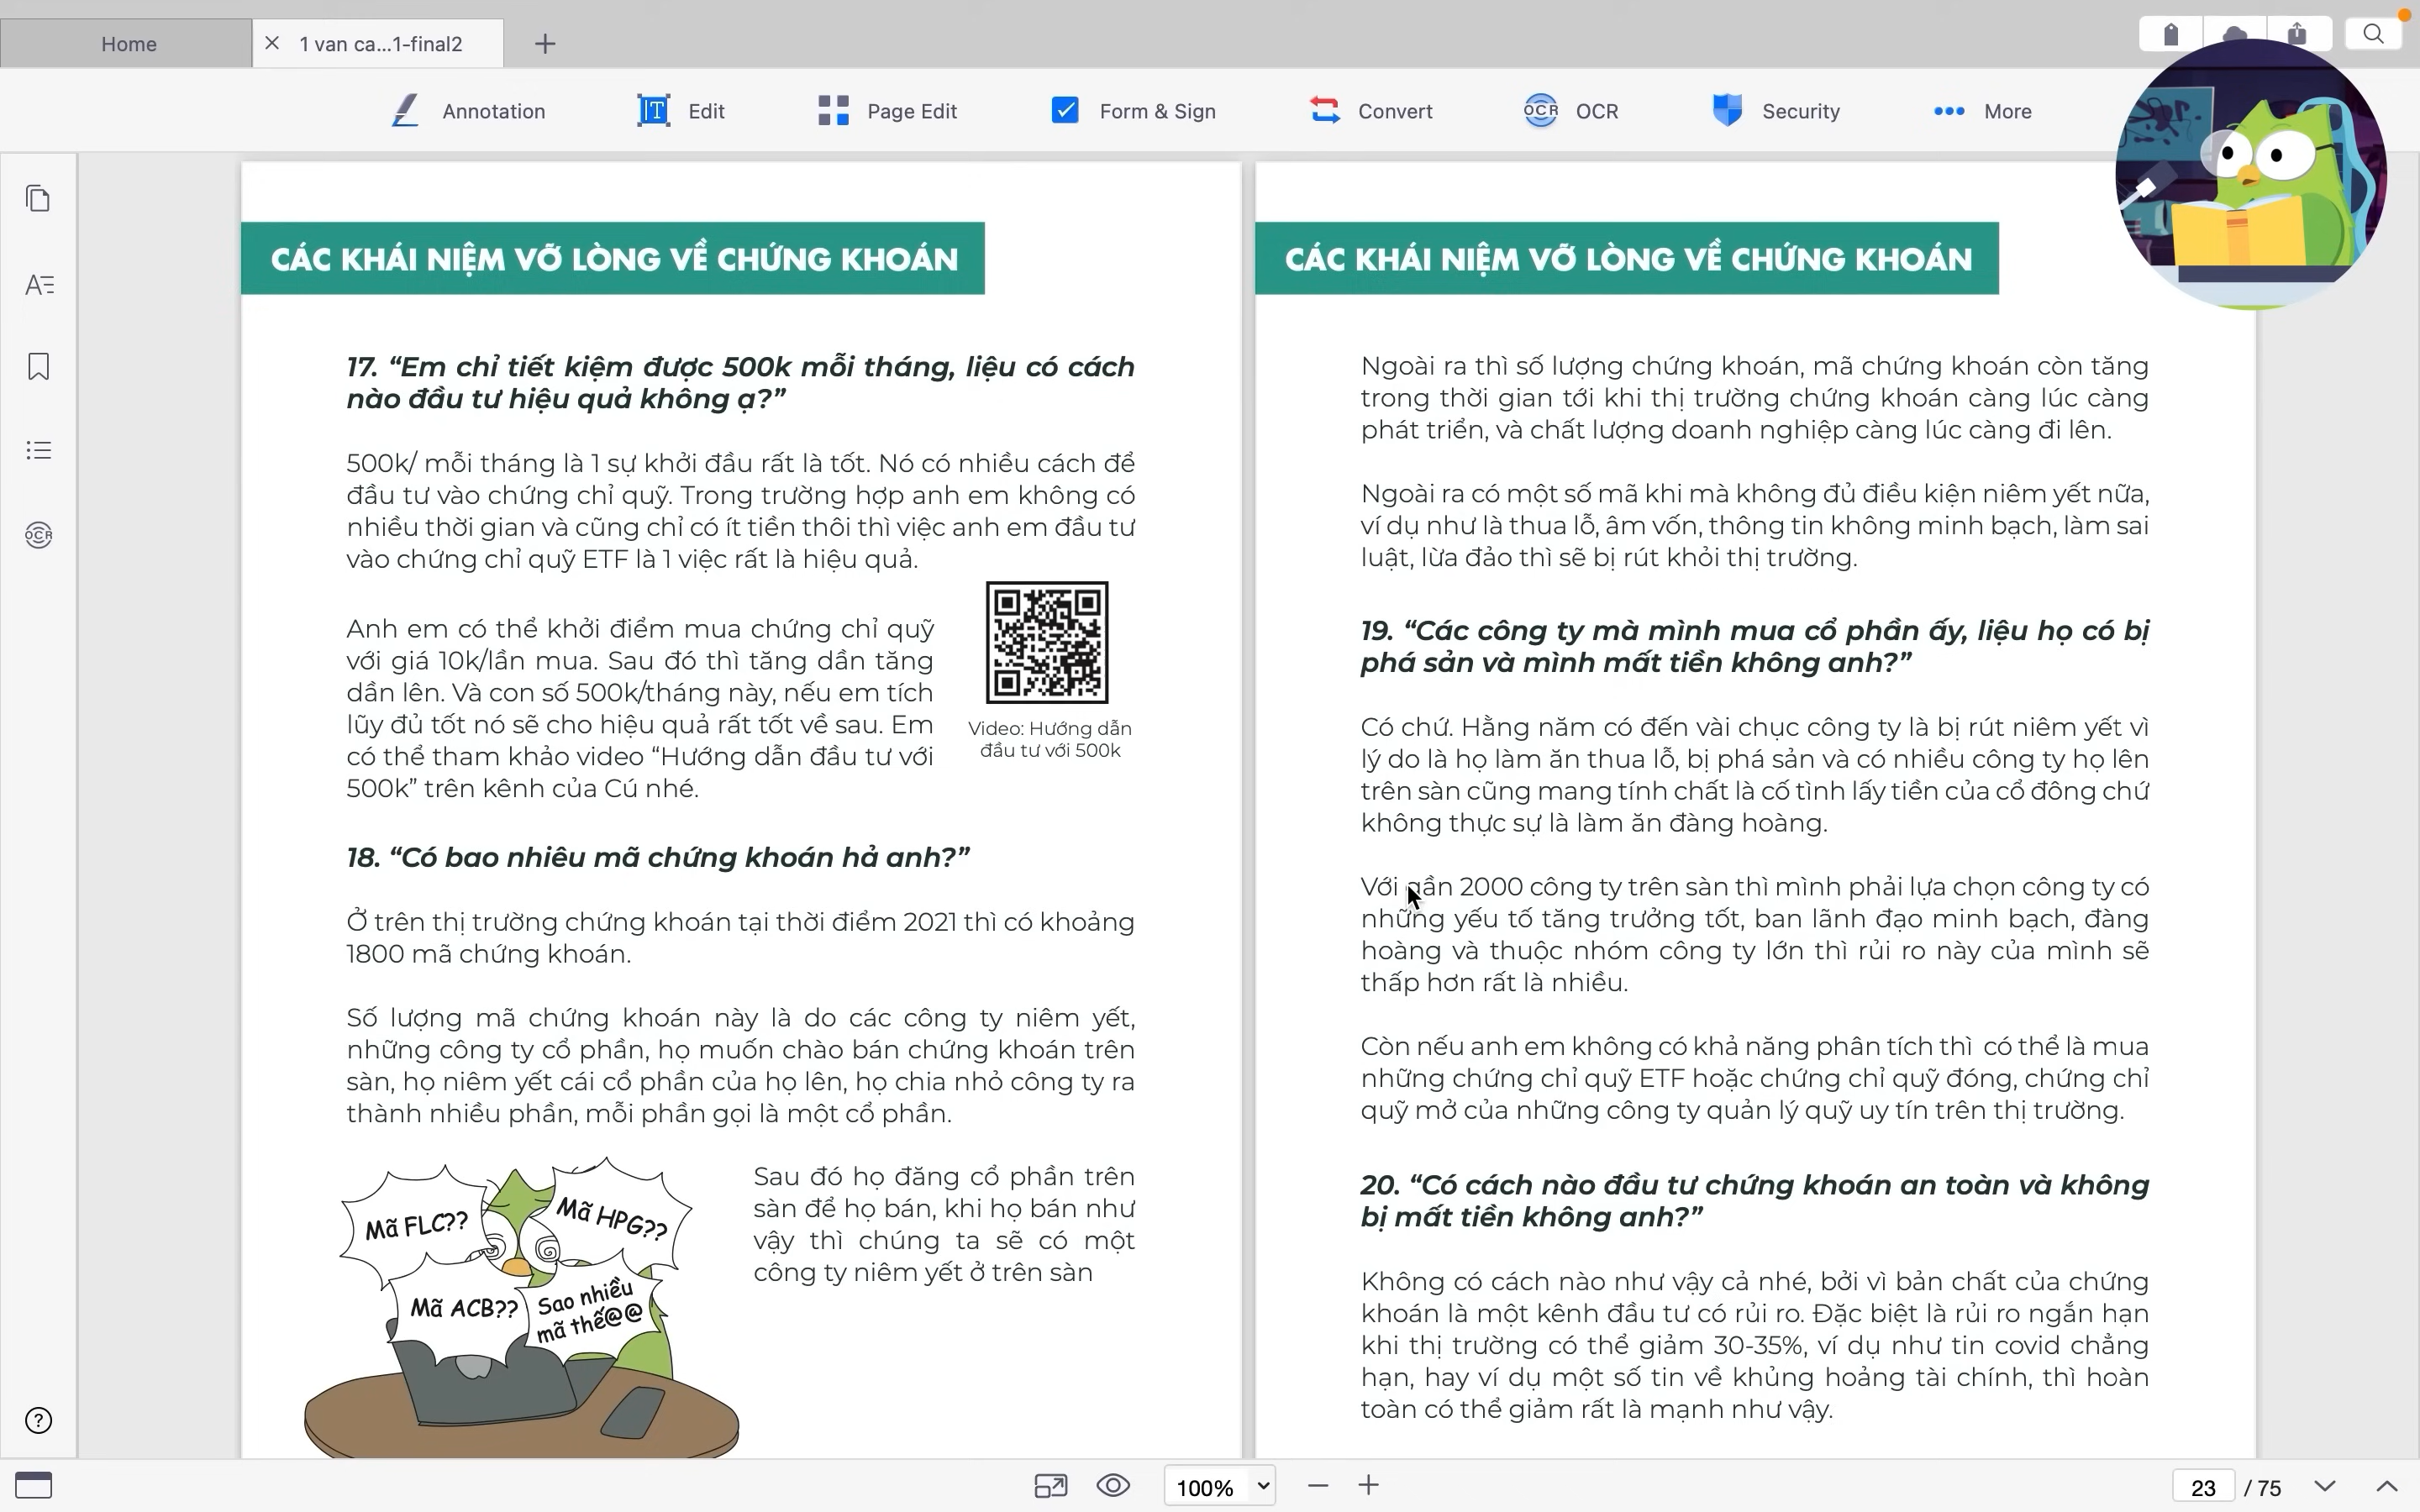 Home
1 van ca...1-final2
Annotation
Edit
Page Edit
Form & Sign
Convert
OCR
OCR
Security
More
CÁC KHÁI NIỆM VỠ LÒNG VỀ CHỨNG KHOÁN
17. “Em chỉ tiết kiệm được 500k mỗi tháng, liệu có cách
nào đầu tư hiệu quả không ạ?”
500k/ mỗi tháng là 1 sự khởi đầu rất là tốt. Nó có nhiều cách để
đầu tư vào chứng chỉ quỹ. Trong trường hợp anh em không có
nhiều thời gian và cũng chỉ có ít tiền thôi thì việc anh em đầu tư
vào chứng chỉ quỹ ETF là 1 việc rất là hiệu quả.
Anh em có thể khởi điểm mua chứng chỉ quỹ
với giá 10k/lần mua. Sau đó thì tăng dần tăng
dần lên. Và con số 500k/tháng này, nếu em tích
lũy đủ tốt nó sẽ cho hiệu quả rất tốt về sau. Em
có thể tham khảo video “Hướng dẫn đầu tư với
500k” trên kênh của Cú nhé.
Video: Hướng dẫn
đầu tư với 500k
18. “Có bao nhiêu mã chứng khoán hả anh?”
Ở trên thị trường chứng khoán tại thời điểm 2021 thì có khoảng
1800 mã chứng khoán.
Số lượng mã chứng khoán này là do các công ty niêm yết,
những công ty cổ phần, họ muốn chào bán chứng khoán trên
sàn, họ niêm yết cái cổ phần của họ lên, họ chia nhỏ công ty ra
thành nhiều phần, mỗi phần gọi là một cổ phần.
Mã FLC??
Mã HPG??
Mã ACB??
Sao nhiều
mã thế@@
Sau đó họ đăng cổ phần trên
sàn để họ bán, khi họ bán như
vậy thì chúng ta sẽ có một
công ty niêm yết ở trên sàn
CÁC KHÁI NIỆM VỠ LÒNG VỀ CHỨNG KHOÁN
Ngoài ra thì số lượng chứng khoán, mã chứng khoán còn tăng
trong thời gian tới khi thị trường chứng khoán càng lúc càng
phát triển, và chất lượng doanh nghiệp càng lúc càng đi lên.
Ngoài ra có một số mã khi mà không đủ điều kiện niêm yết nữa,
ví dụ như là thua lỗ, âm vốn, thông tin không minh bạch, làm sai
luật, lừa đảo thì sẽ bị rút khỏi thị trường.
19. “Các công ty mà mình mua cổ phần ấy, liệu họ có bị
phá sản và mình mất tiền không anh?”
Có chứ. Hằng năm có đến vài chục công ty là bị rút niêm yết vì
lý do là họ làm ăn thua lỗ, bị phá sản và có nhiều công ty họ lên
trên sàn cũng mang tính chất là cố tình lấy tiền của cổ đông chứ
không thực sự là làm ăn đàng hoàng.
Với gần 2000 công ty trên sàn thì mình phải lựa chọn công ty có
những yếu tố tăng trưởng tốt, ban lãnh đạo minh bạch, đàng
hoàng và thuộc nhóm công ty lớn thì rủi ro này của mình sẽ
thấp hơn rất là nhiều.
Còn nếu anh em không có khả năng phân tích thì có thể là mua
những chứng chỉ quỹ ETF hoặc chứng chỉ quỹ đóng, chứng chỉ
quỹ mở của những công ty quản lý quỹ uy tín trên thị trường.
20. “Có cách nào đầu tư chứng khoán an toàn và không
bị mất tiền không anh?”
Không có cách nào như vậy cả nhé, bởi vì bản chất của chứng
khoán là một kênh đầu tư có rủi ro. Đặc biệt là rủi ro ngắn hạn
khi thị trường có thể giảm 30-35%, ví dụ như tin covid chẳng
hạn, hay ví dụ một số tin về khủng hoảng tài chính, thì hoàn
toàn có thể giảm rất là mạnh như vậy.
OCR
100%
23 / 75